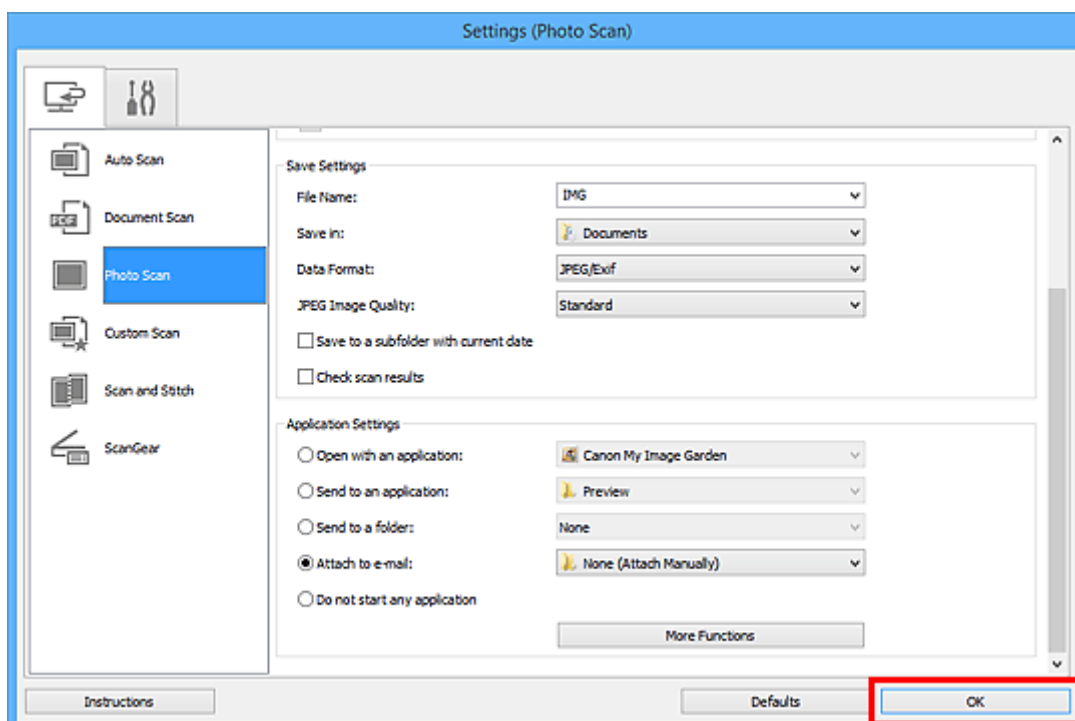 Settings (Photo Scan)
Auto Scan
PDF
Document Scan
Photo Scan
Custom Scan
Scan and Stitch
ScanGear
Save Settings
File Name: IMG
Save in: Documents
Data Format: JPEG/Exif
JPEG Image Quality: Standard
Save to a subfolder with current date
Check scan results
Application Settings
Open with an application: Canon My Image Garden
Send to an application: Preview
Send to a folder: None
Attach to e-mail: None (Attach Manually)
Do not start any application
More Functions
Instructions Defaults OK